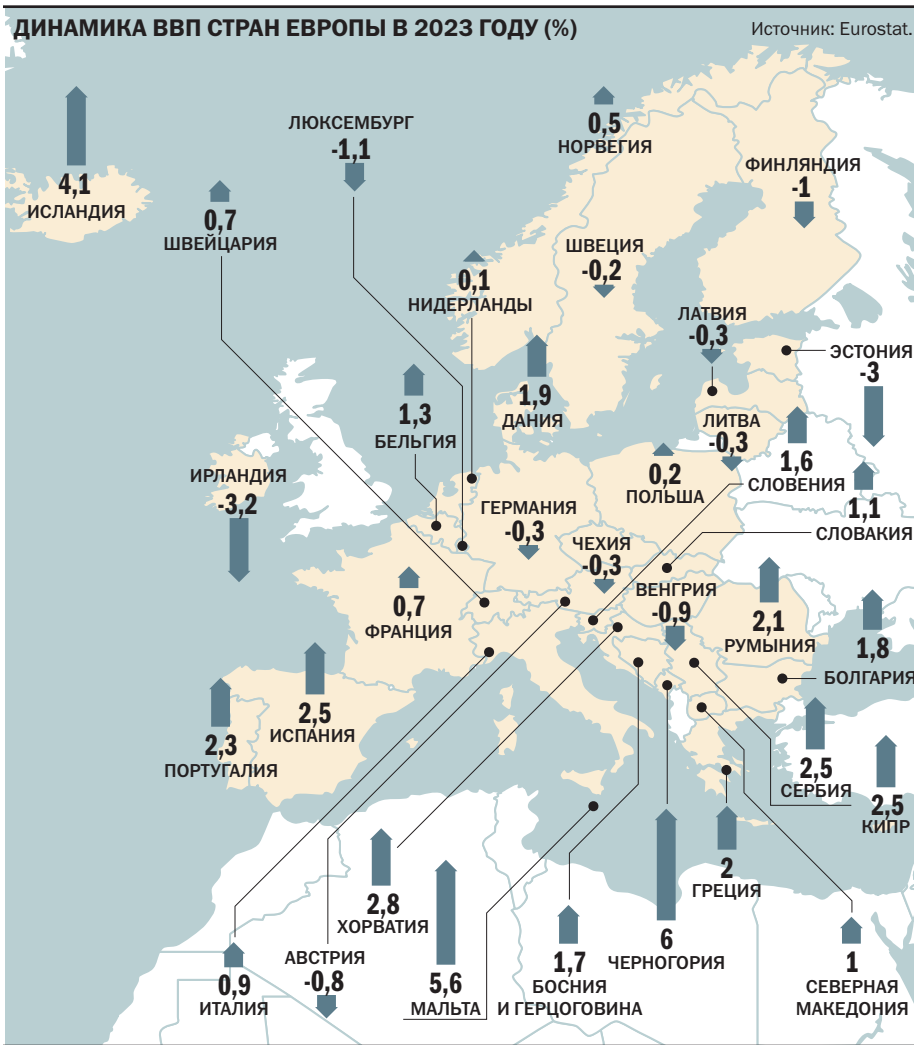 ДИНАМИКА ВВП СТРАН ЕВРОПЫ В 2023 ГОДУ (%)
Источник: Eurostat.
4,1
ИСЛАНДИЯ
0,7
ШВЕЙЦАРИЯ
ЛЮКСЕМБУРГ
-1,1
0,5
НОРВЕГИЯ
ФИНЛЯНДИЯ
-1
0,1
НИДЕРЛАНДЫ
ШВЕЦИЯ
-0,2
ЛАТВИЯ
-0,3
ЭСТОНИЯ
-3
1,3
БЕЛЬГИЯ
1,9
ДАНИЯ
ЛИТВА
-0,3
1,6
СЛОВЕНИЯ
ИРЛАНДИЯ
-3,2
ГЕРМАНИЯ
-0,3
0,2
ПОЛЬША
1,1
СЛОВАКИЯ
ЧЕХИЯ
-0,3
0,7
ФРАНЦИЯ
ВЕНГРИЯ
-0,9
2,1
РУМЫНИЯ
1,8
БОЛГАРИЯ
2,3
ПОРТУГАЛИЯ
2,5
ИСПАНИЯ
2,5
СЕРБИЯ
2,5
КИПР
2,8
ХОРВАТИЯ
2
ГРЕЦИЯ
0,9
ИТАЛИЯ
АВСТРИЯ
-0,8
5,6
МАЛЬТА
1,7
БОСНИЯ
И ГЕРЦОГОВИНА
6
ЧЕРНОГОРИЯ
1
СЕВЕРНАЯ
МАКЕДОНИЯ